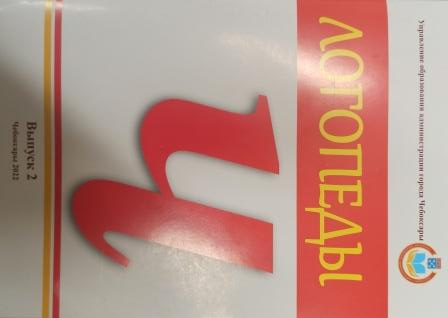 Управление образования администрации города Чебоксары
ЛОГОПЕДЫ
Ч
Выпуск 2
Чебоксары 2022